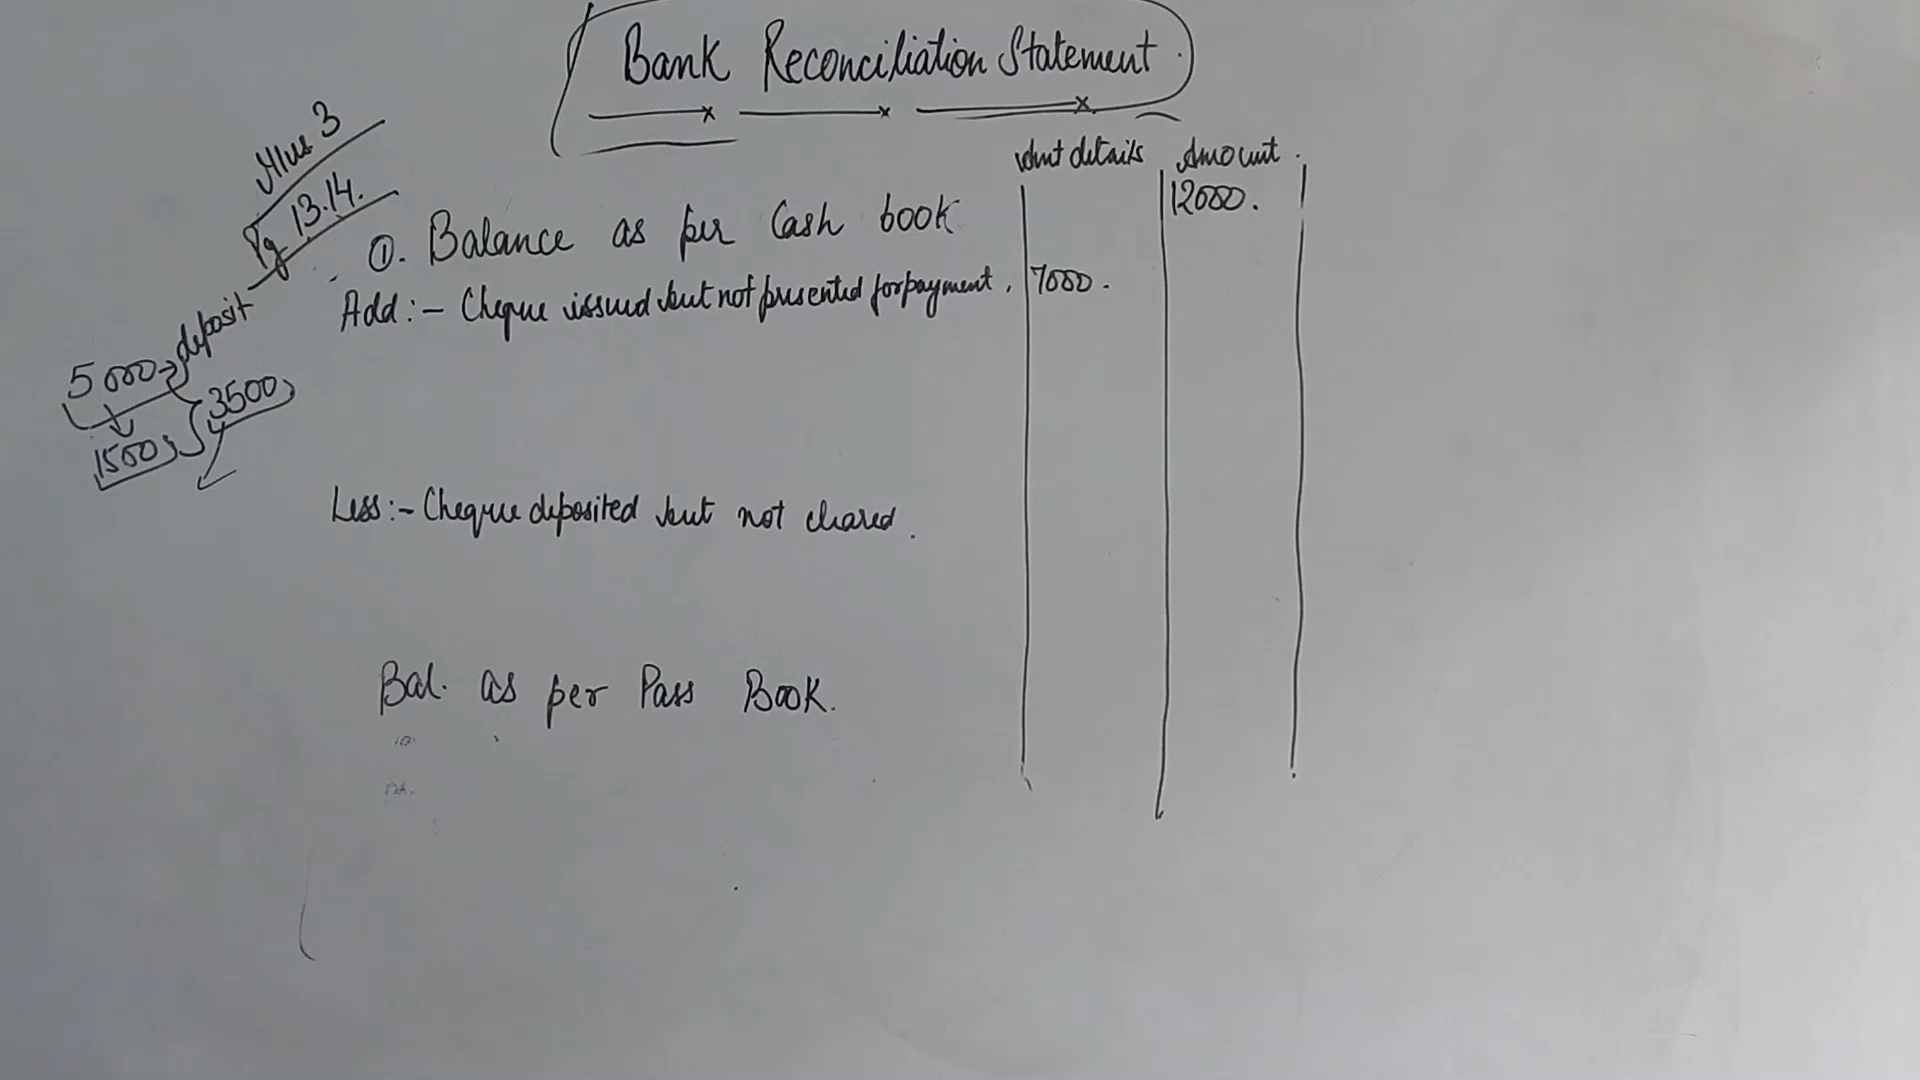 Bank Reconciliation Statement.
Illus 3
Pg 13.14.
Amt details Amount.
① . Balance as per Cash book 12000.
Add:- Cheque issued but not presented for payment. 7000.
5000 deposit
3500
1500
Less:- Cheque deposited but not cleared.
Bal. as per Pass Book.